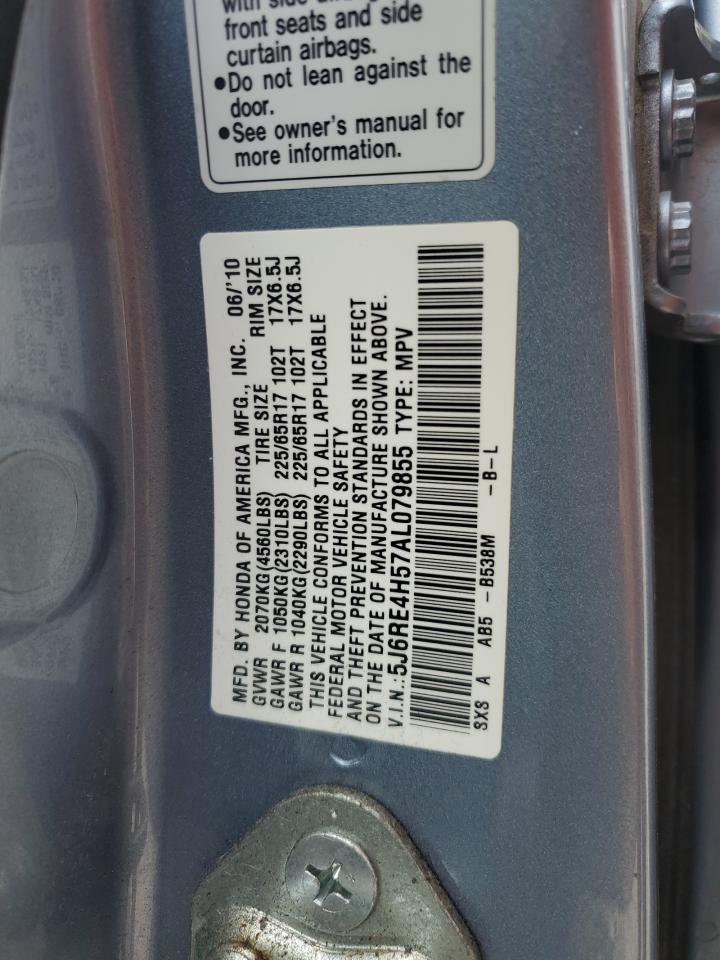 with side airbags
front seats and side
curtain airbags.
●Do not lean against the
door.
●See owner's manual for
more information.
MFD. BY HONDA OF AMERICA MFG., INC. 06/'10
GVWR 2070KG(4560LBS) TIRE SIZE RIM SIZE
GAWR F 1050KG(2310LBS) 225/65R17 102T 17X6.5J
GAWR R 1040KG(2290LBS) 225/65R17 102T 17X6.5J
THIS VEHICLE CONFORMS TO ALL APPLICABLE
FEDERAL MOTOR VEHICLE SAFETY
AND THEFT PREVENTION STANDARDS IN EFFECT
ON THE DATE OF MANUFACTURE SHOWN ABOVE.
V.I.N.:5J6RE4H57AL079855 TYPE: MPV
SXS A AB5 -B538M -B-L